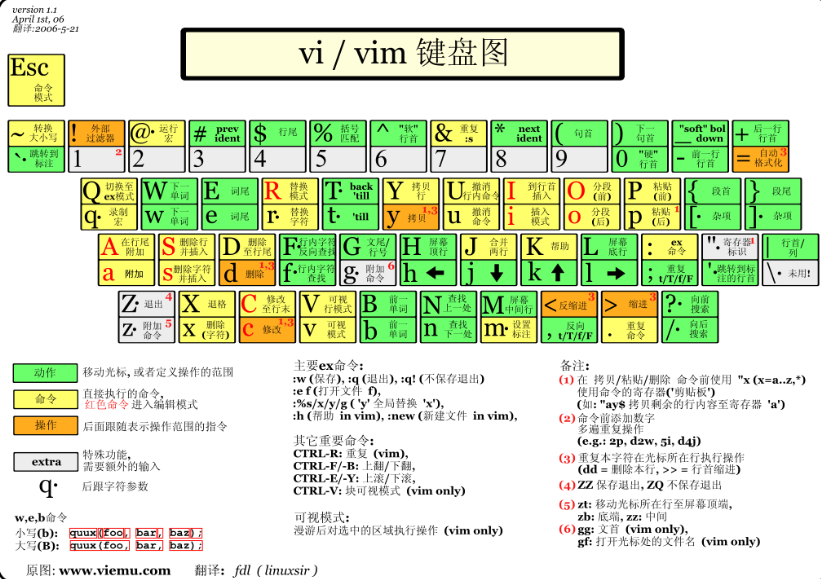 version 1.1
April 1st, 06
翻译:2006-5-21
vi / vim 键盘图
Esc 命令模式
~ 转换大小写 ! 外部过滤器 @· 运行宏 # prev ident $ 行尾 % 括号匹配 ^ "软"行首 & 重复 :s * next ident ( 句首 ) 下一句首 _ "soft" bol down + 后一行行首
`· 跳转到标注 1 2 2 3 4 5 6 7 8 9 0 "硬"行首 - 前一行行首 = 自动格式化 3
Q 切换至ex模式 W 下一单词 E 词尾 R 替换模式 T· back 'till Y 拷贝行 U 撤消行内命令 I 到行首插入 O 分段(前) P 粘贴(前) { 段首 } 段尾
q· 录制宏 w 下一单词 e 词尾 r· 替换字符 t· 'till y 拷贝 1,3 u 撤消命令 i 插入模式 o 分段(后) p 粘贴(后) 1 [· 杂项 ]· 杂项
A 在行尾附加 S 删除行并插入 D 删除至行尾 F· 行内字符反向查找 G 文尾/行号 H 屏幕顶行 J 合并两行 K 帮助 L 屏幕底行 : ex命令 "· 寄存器标识 1 | 行首/列
a 附加 s 删除字符并插入 d 删除 1,3 f· 行内字符查找 g· 附加命令 6 h ← j ↓ k ↑ l → ; 重复 t/T/f/F '· 跳转到标注的行首 \· 未用!
Z· 退出 4 X 退格 C 修改至行末 V 可视行模式 B 前一单词 N 查找上一处 M 屏幕中间行 < 反缩进 3 > 缩进 3 ?· 向前搜索
z· 附加命令 5 x 删除(字符) c 修改 1,3 v 可视模式 b 前一单词 n 查找下一处 m· 设置标注 , 反向 t/T/f/F . 重复命令 /· 向后搜索
动作 移动光标, 或者定义操作的范围
命令 直接执行的命令,
红色命令 进入编辑模式
操作 后面跟随表示操作范围的指令
extra 特殊功能,
需要额外的输入
q· 后跟字符参数
w,e,b命令
小写(b): quux(foo, bar, baz);
大写(B): quux(foo, bar, baz);
主要ex命令:
:w (保存), :q (退出), :q! (不保存退出)
:e f (打开文件 f),
:%s/x/y/g ( 'y' 全局替换 'x'),
:h (帮助 in vim), :new (新建文件 in vim),
其它重要命令:
CTRL-R: 重复 (vim),
CTRL-F/-B: 上翻/下翻,
CTRL-E/-Y: 上滚/下滚,
CTRL-V: 块可视模式 (vim only)
可视模式:
漫游后对选中的区域执行操作 (vim only)
备注:
(1) 在 拷贝/粘贴/删除 命令前使用 "x (x=a..z,*)
使用命令的寄存器('剪贴板')
(如: "ay$ 拷贝剩余的行内容至寄存器 'a')
(2) 命令前添加数字
多遍重复操作
(e.g.: 2p, d2w, 5i, d4j)
(3) 重复本字符在光标所在行执行操作
(dd = 删除本行, >> = 行首缩进)
(4) ZZ 保存退出, ZQ 不保存退出
(5) zt: 移动光标所在行至屏幕顶端,
zb: 底端, zz: 中间
(6) gg: 文首 (vim only),
gf: 打开光标处的文件名 (vim only)
原图: www.viemu.com 翻译: fdl ( linuxsir )